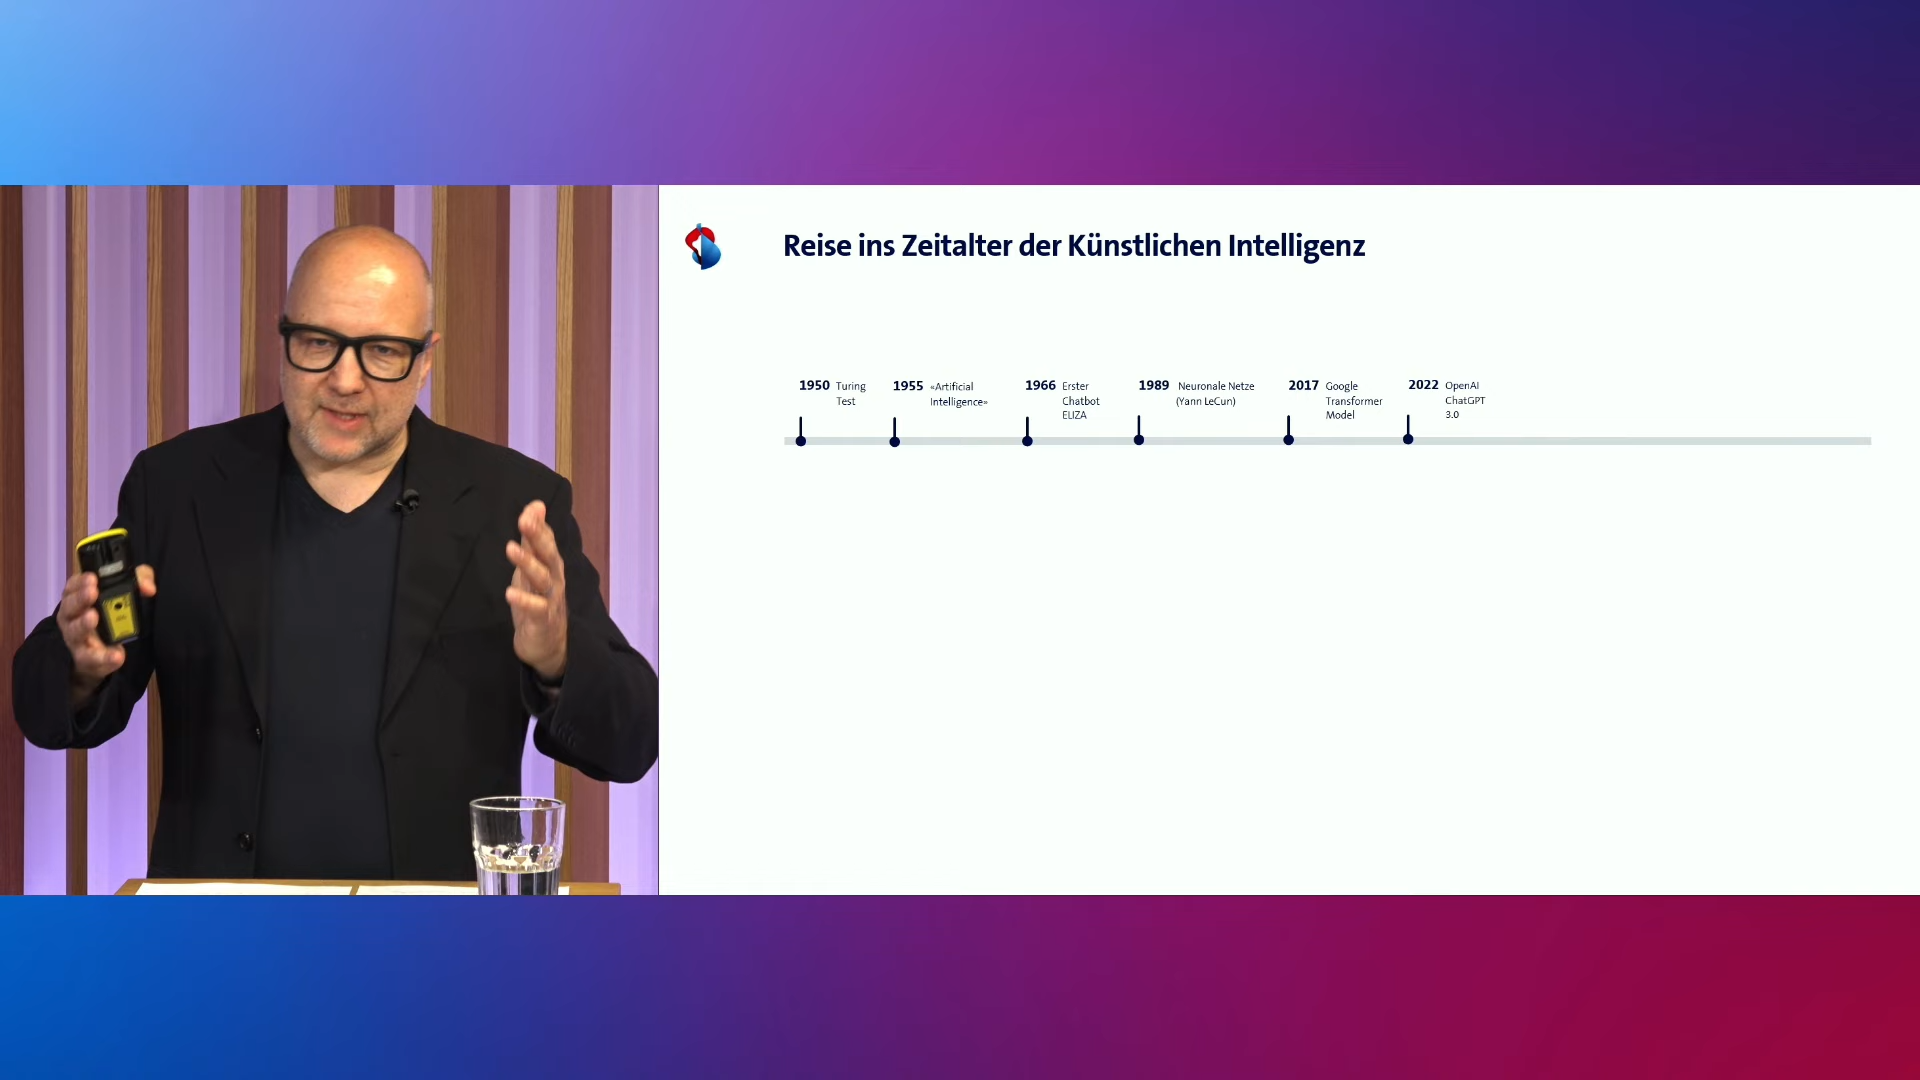 Reise ins Zeitalter der Künstlichen Intelligenz
1950 Turing
Test
1955 «Artificial
Intelligence»
1966 Erster
Chatbot
ELIZA
1989 Neuronale Netze
(Yann LeCun)
2017 Google
Transformer
Model
2022 OpenAI
ChatGPT
3.0